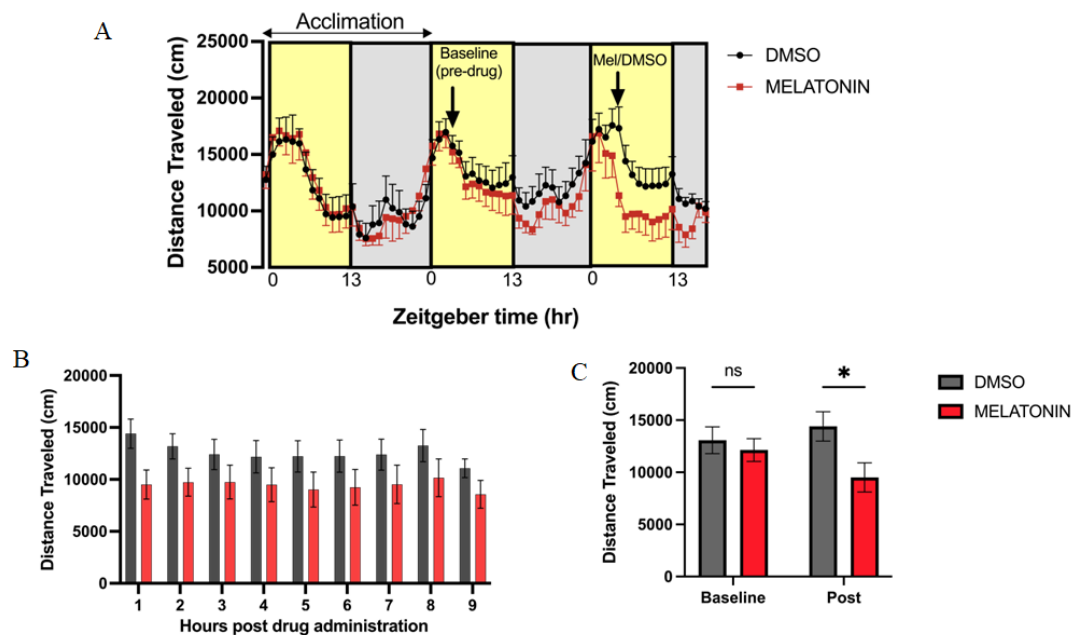 A
Acclimation
25000
20000
15000
10000
5000
Distance Traveled (cm)
Baseline
(pre-drug)
Mel/DMSO
DMSO
MELATONIN
0
13
0
13
0
13
Zeitgeber time (hr)
B
20000
15000
10000
5000
0
Distance Traveled (cm)
1 2 3 4 5 6 7 8 9
Hours post drug administration
C
20000
15000
10000
5000
0
Distance Traveled (cm)
ns
*
Baseline Post
DMSO
MELATONIN